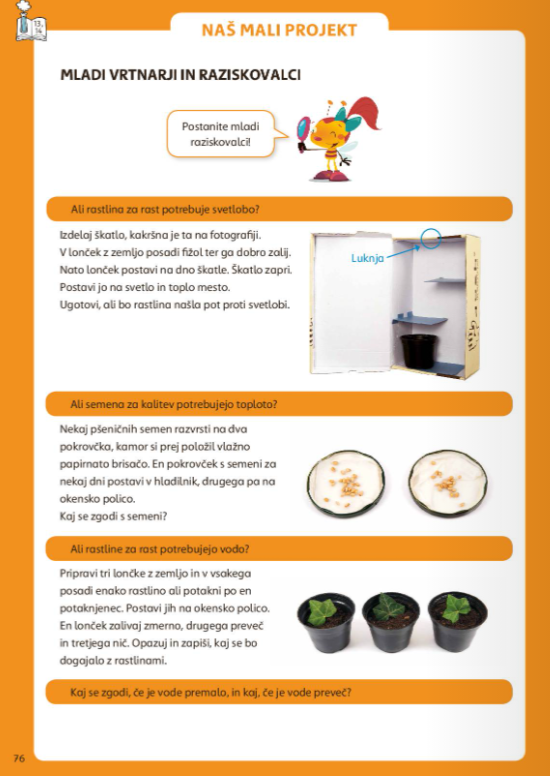 13,
14
NAŠ MALI PROJEKT
MLADI VRTNARJI IN RAZISKOVALCI
Postanite mladi
raziskovalci!
Ali rastlina za rast potrebuje svetlobo?
Izdelaj škatlo, kakršna je ta na fotografiji.
V lonček z zemljo posadi fižol ter ga dobro zalij.
Nato lonček postavi na dno škatle. Škatlo zapri.
Postavi jo na svetlo in toplo mesto.
Ugotovi, ali bo rastlina našla pot proti svetlobi.
Luknja
Ali semena za kalitev potrebujejo toploto?
Nekaj pšeničnih semen razvrsti na dva
pokrovčka, kamor si prej položil vlažno
papirnato brisačo. En pokrovček s semeni za
nekaj dni postavi v hladilnik, drugega pa na
okensko polico.
Kaj se zgodi s semeni?
Ali rastline za rast potrebujejo vodo?
Pripravi tri lončke z zemljo in v vsakega
posadi enako rastlino ali potakni po en
potaknjenec. Postavi jih na okensko polico.
En lonček zalivaj zmerno, drugega preveč
in tretjega nič. Opazuj in zapiši, kaj se bo
dogajalo z rastlinami.
Kaj se zgodi, če je vode premalo, in kaj, če je vode preveč?
76